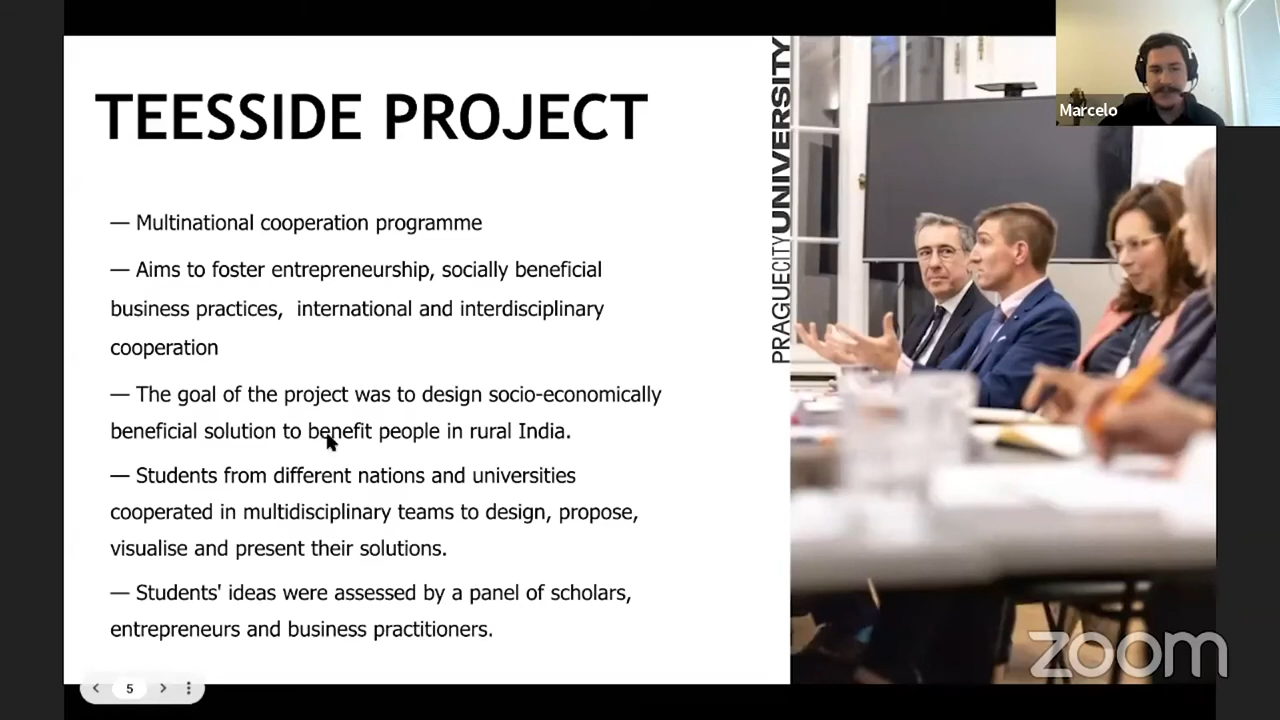 TEESSIDE PROJECT
— Multinational cooperation programme
— Aims to foster entrepreneurship, socially beneficial
business practices,  international and interdisciplinary
cooperation
— The goal of the project was to design socio-economically
beneficial solution to benefit people in rural India.
— Students from different nations and universities
cooperated in multidisciplinary teams to design, propose,
visualise and present their solutions.
— Students' ideas were assessed by a panel of scholars,
entrepreneurs and business practitioners.
PRAGUECITYUNIVERSITY
Marcelo
5
zoom